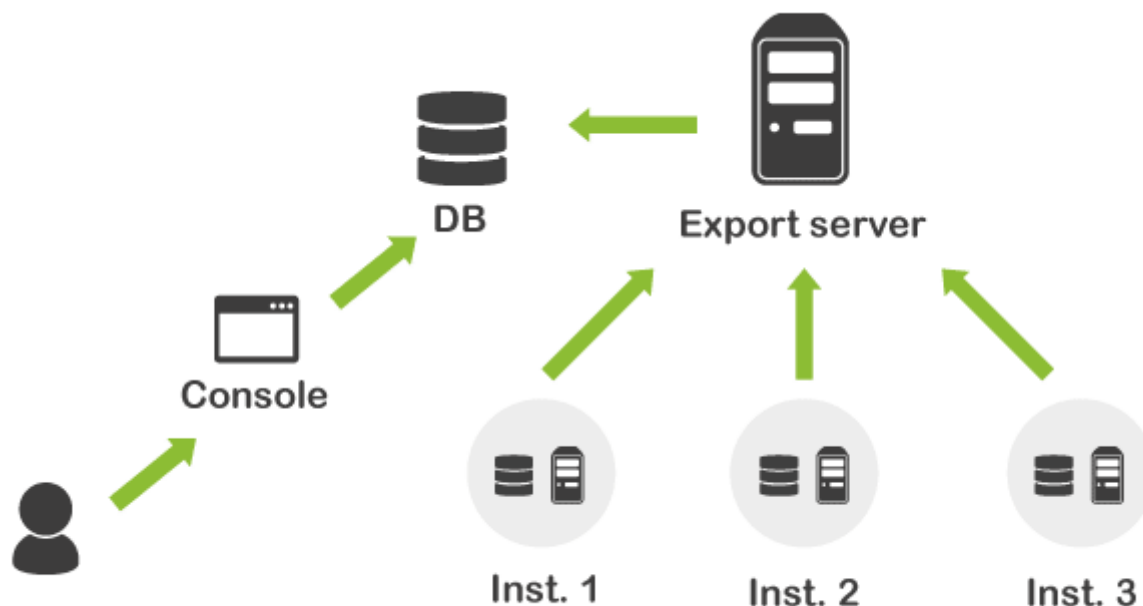 DB
Export server
Console
Inst. 1
Inst. 2
Inst. 3